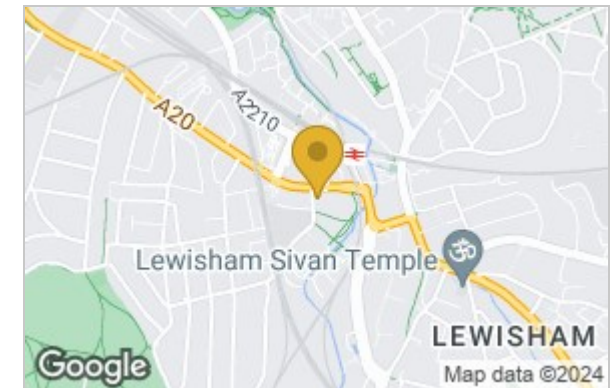 A2210
A20
Lewisham Sivan Temple
ॐ
LEWISHAM
Google
Map data ©2024